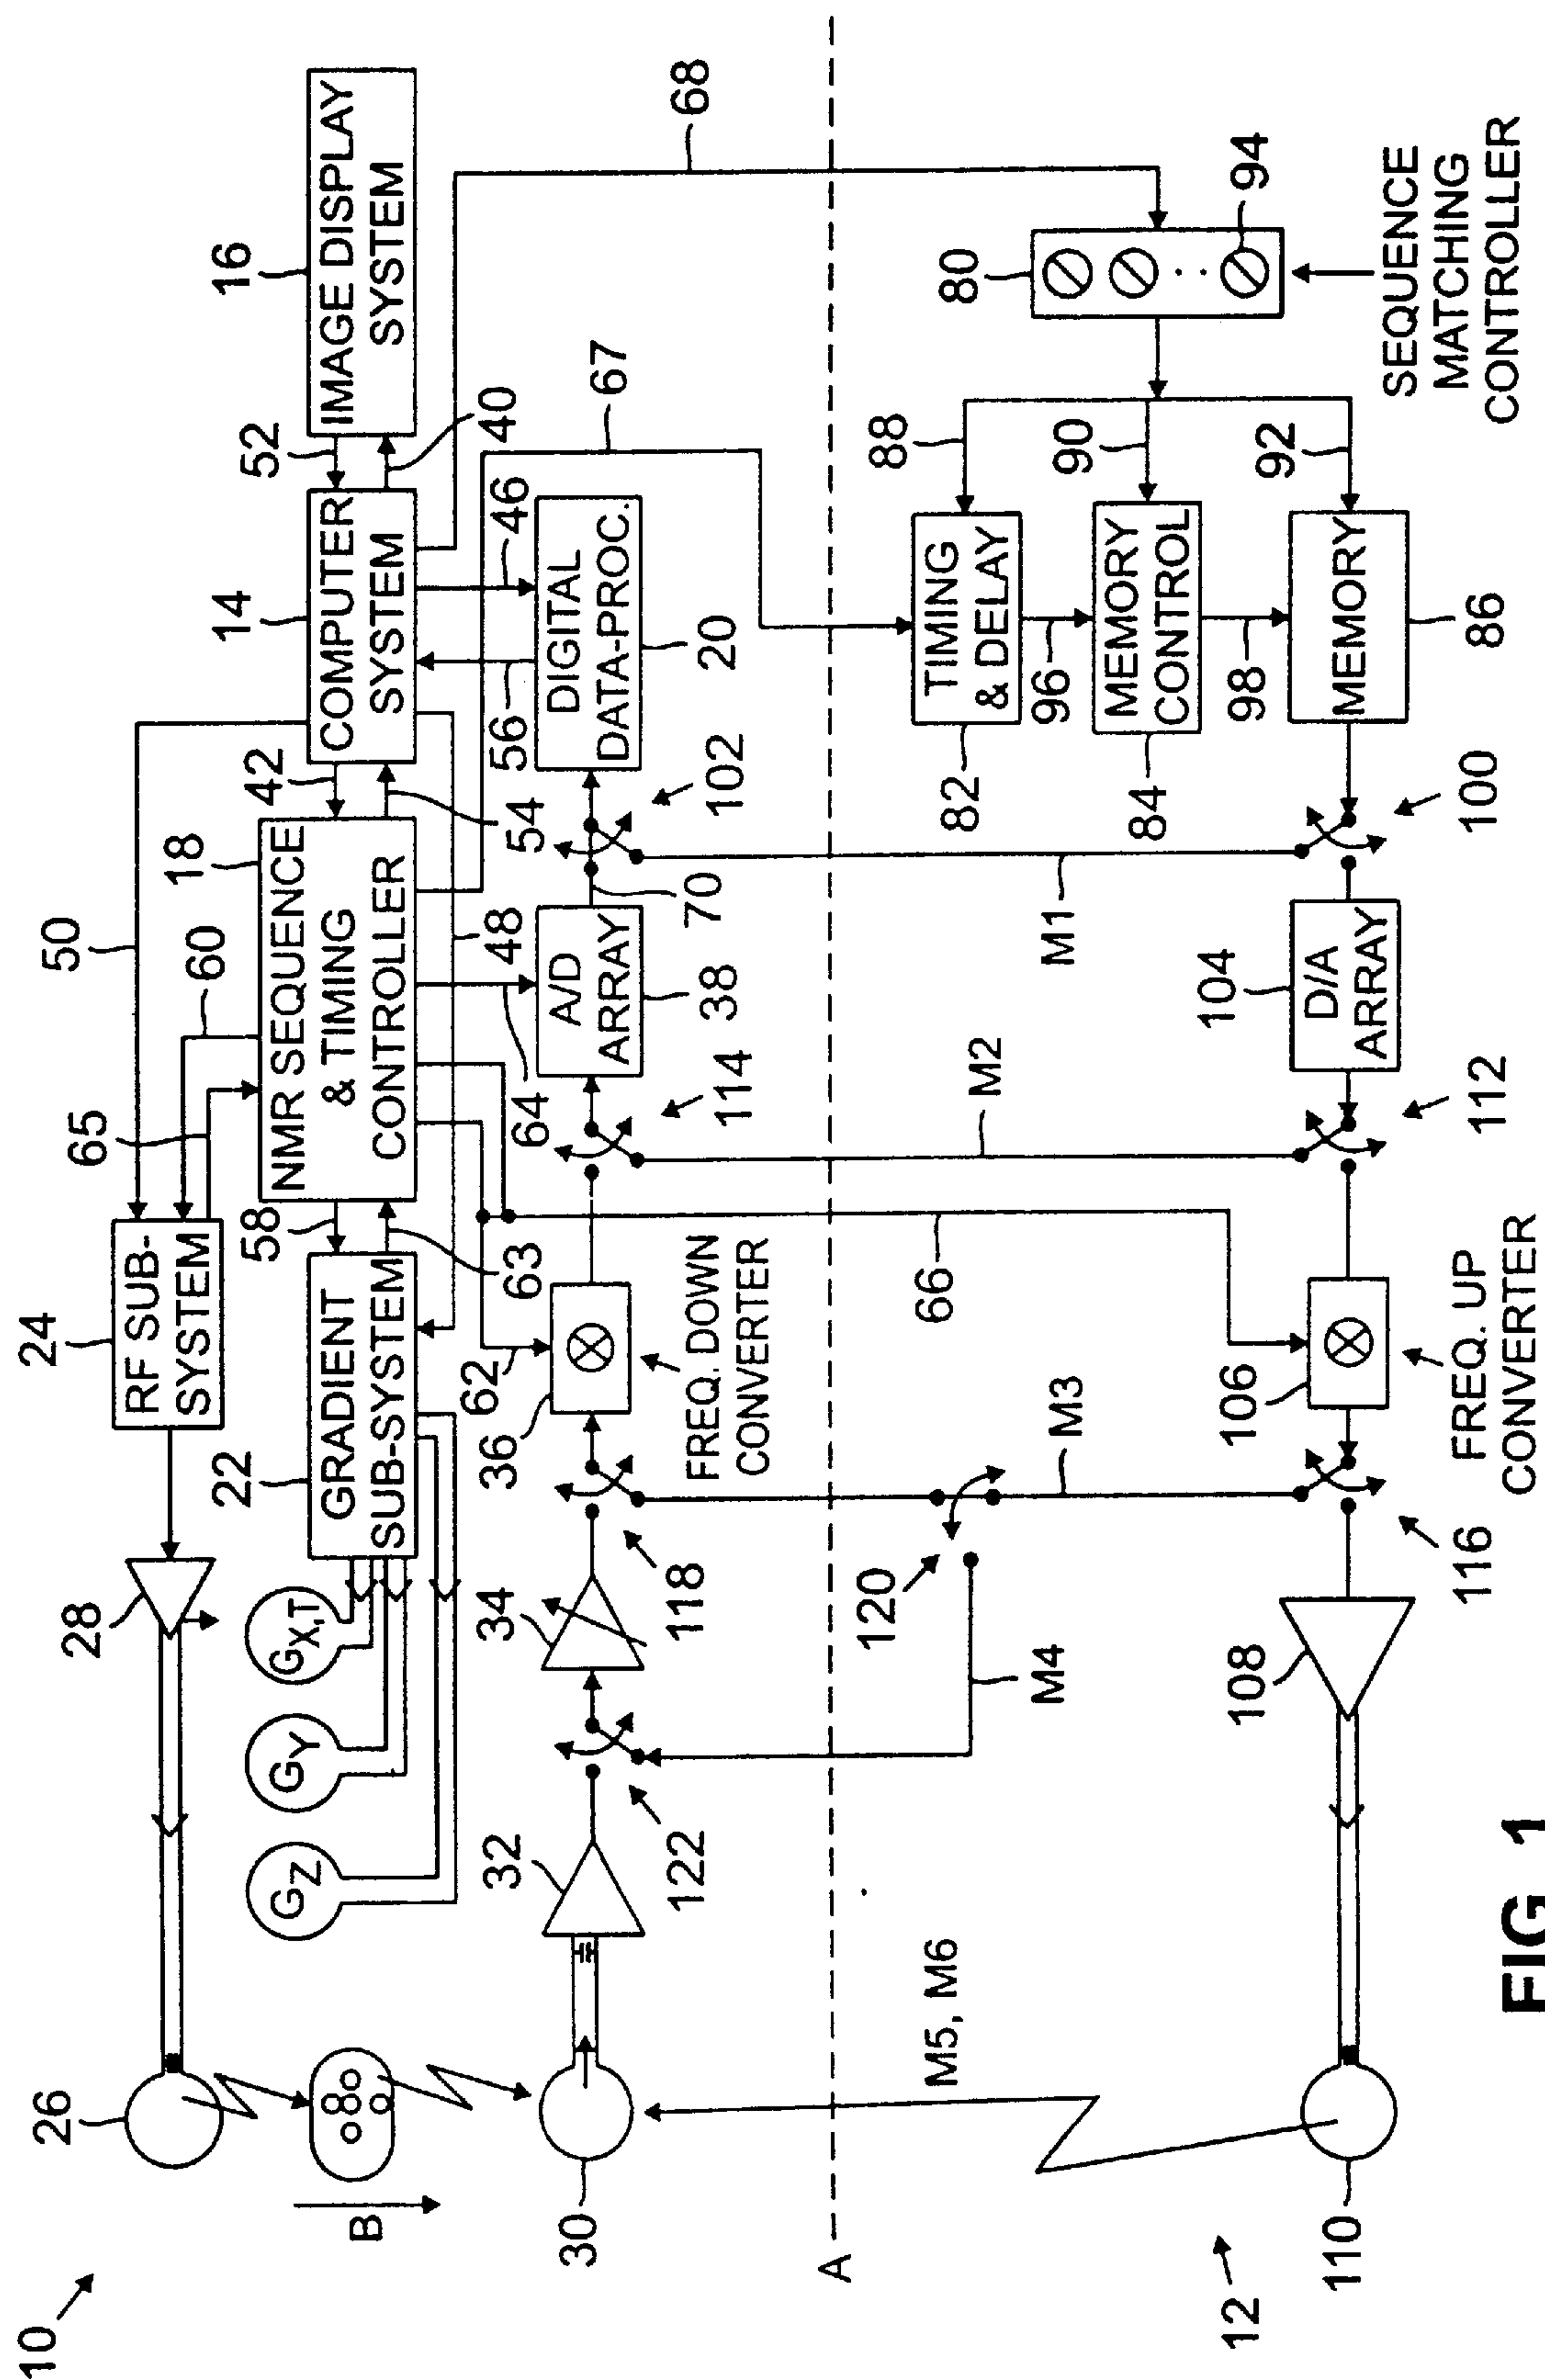 10
26
28
24
RF SUB-
SYSTEM
50
65
60
B
GZ
GY
GX,T
22
GRADIENT
SUB-SYSTEM
58
63
18
NMR SEQUENCE
& TIMING
CONTROLLER
42
54
14
COMPUTER
SYSTEM
52
40
16
IMAGE DISPLAY
SYSTEM
30
32
122
34
118
36
62
FREQ. DOWN
CONVERTER
114
64
48
A/D
ARRAY
38
70
102
56
46
DIGITAL
DATA-PROC.
20
67
68
A
M5, M6
M4
120
M3
66
M2
M1
82
TIMING
& DELAY
88
96
84
MEMORY
CONTROL
90
98
MEMORY
86
92
80
94
SEQUENCE
MATCHING
CONTROLLER
12
110
108
116
106
FREQ. UP
CONVERTER
112
104
D/A
ARRAY
100
FIG. 1